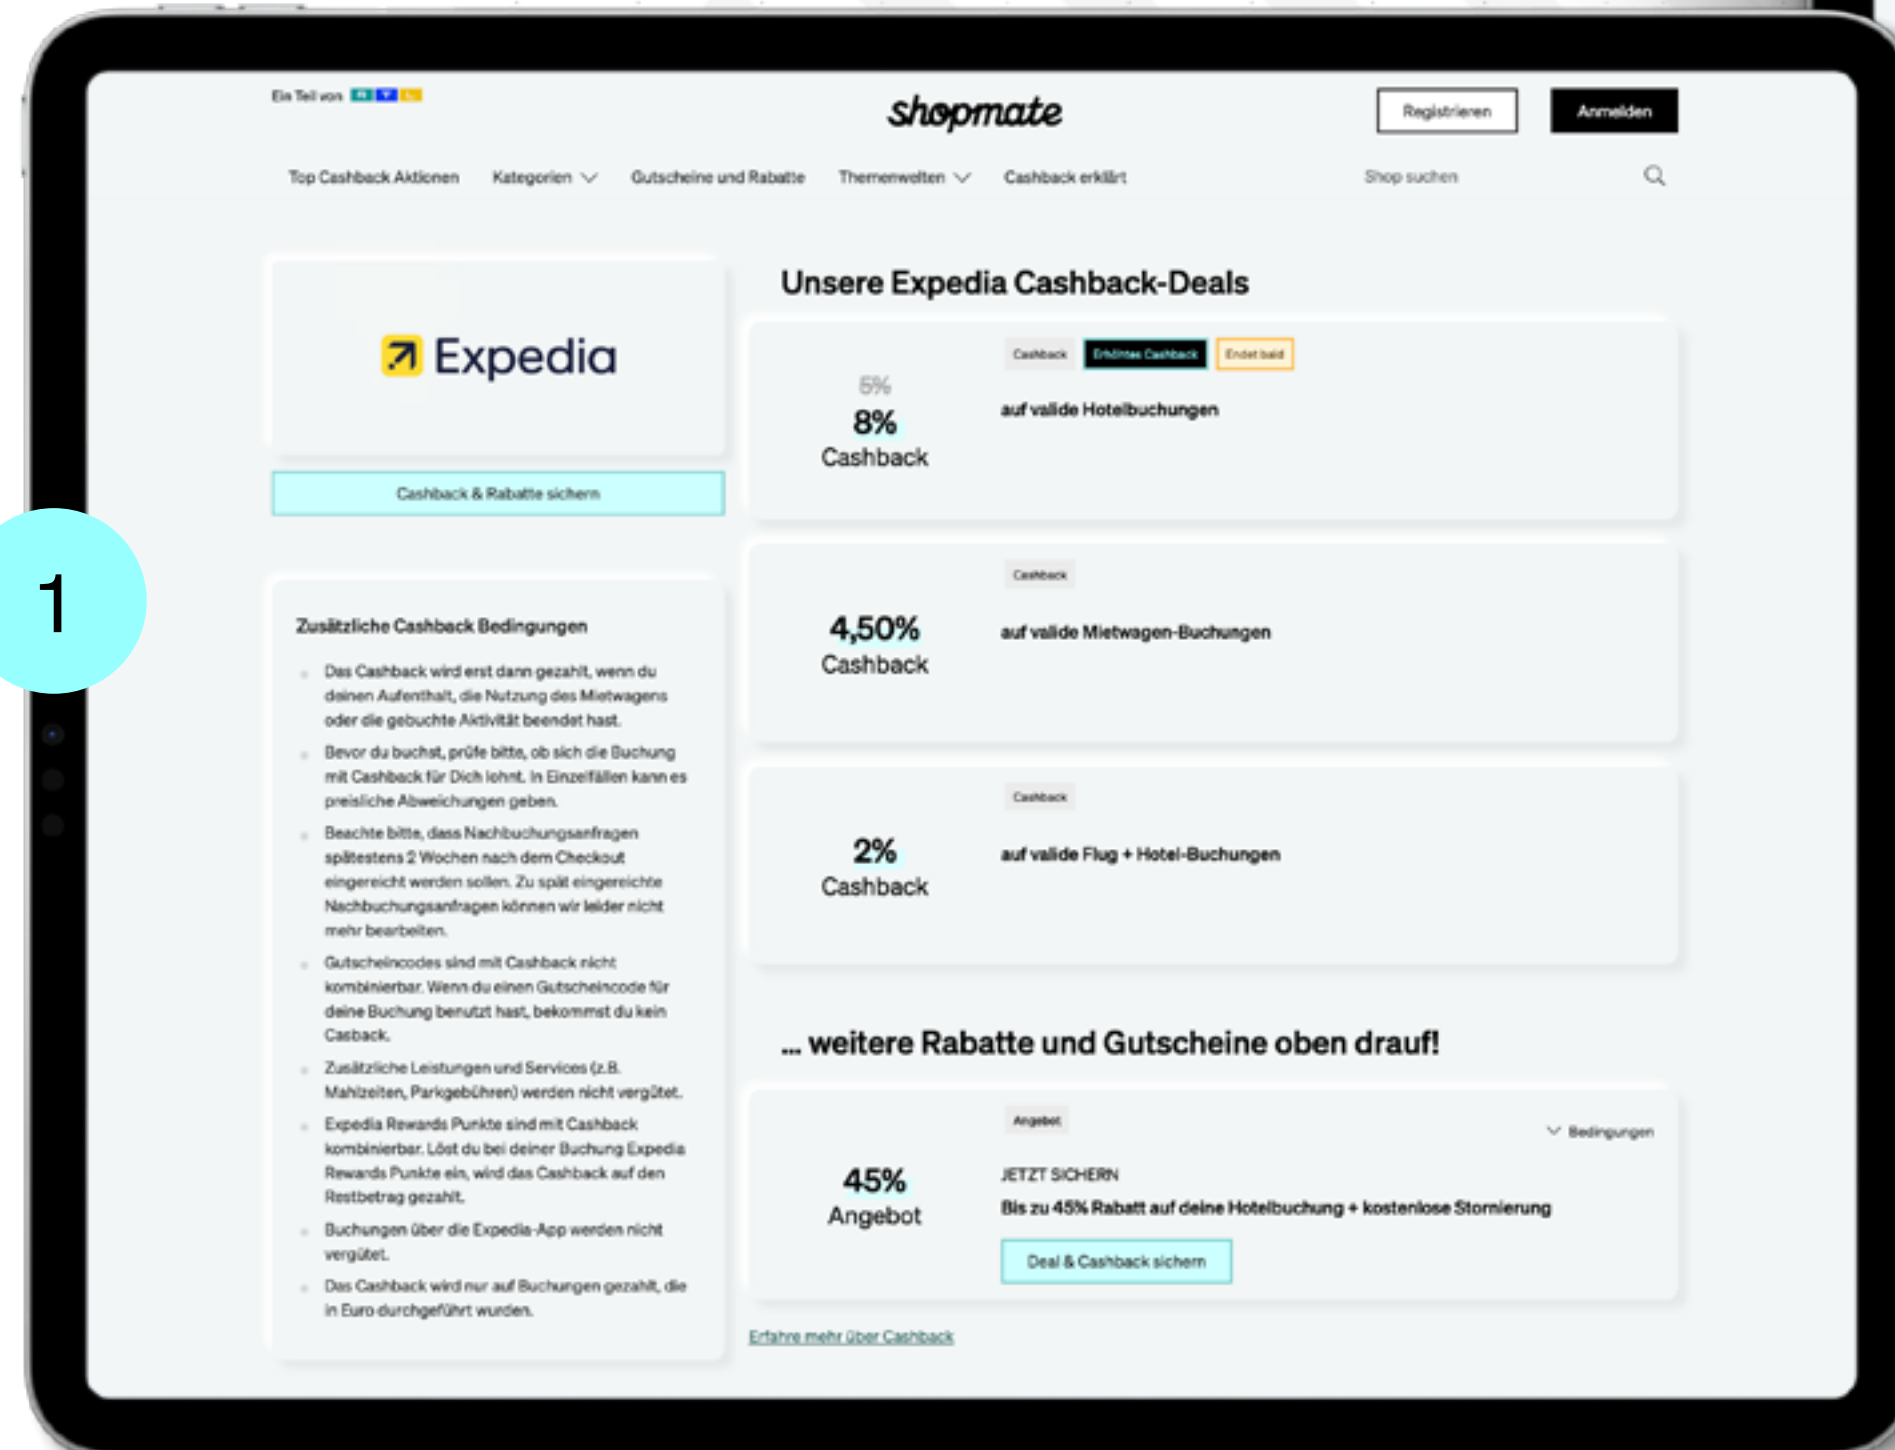 Ein Teil von RTL
shopmate
Registrieren
Anmelden
Top Cashback Aktionen
Kategorien
Gutscheine und Rabatte
Themenwelten
Cashback erklärt
Shop suchen
Expedia
Cashback & Rabatte sichern
1
Zusätzliche Cashback Bedingungen
Das Cashback wird erst dann gezahlt, wenn du
deinen Aufenthalt, die Nutzung des Mietwagens
oder die gebuchte Aktivität beendet hast.
Bevor du buchst, prüfe bitte, ob sich die Buchung
mit Cashback für Dich lohnt. In Einzelfällen kann es
preisliche Abweichungen geben.
Beachte bitte, dass Nachbuchungsanfragen
spätestens 2 Wochen nach dem Checkout
eingereicht werden sollen. Zu spät eingereichte
Nachbuchungsanfragen können wir leider nicht
mehr bearbeiten.
Gutscheincodes sind mit Cashback nicht
kombinierbar. Wenn du einen Gutscheincode für
deine Buchung benutzt hast, bekommst du kein
Casback.
Zusätzliche Leistungen und Services (z.B.
Mahlzeiten, Parkgebühren) werden nicht vergütet.
Expedia Rewards Punkte sind mit Cashback
kombinierbar. Löst du bei deiner Buchung Expedia
Rewards Punkte ein, wird das Cashback auf den
Restbetrag gezahlt.
Buchungen über die Expedia-App werden nicht
vergütet.
Das Cashback wird nur auf Buchungen gezahlt, die
in Euro durchgeführt wurden.
Unsere Expedia Cashback-Deals
Cashback
Erhöhtes Cashback
Endet bald
5%
8%
Cashback
auf valide Hotelbuchungen
Cashback
4,50%
Cashback
auf valide Mietwagen-Buchungen
Cashback
2%
Cashback
auf valide Flug + Hotel-Buchungen
... weitere Rabatte und Gutscheine oben drauf!
Angebot
Bedingungen
45%
Angebot
JETZT SICHERN
Bis zu 45% Rabatt auf deine Hotelbuchung + kostenlose Stornierung
Deal & Cashback sichern
Erfahre mehr über Cashback